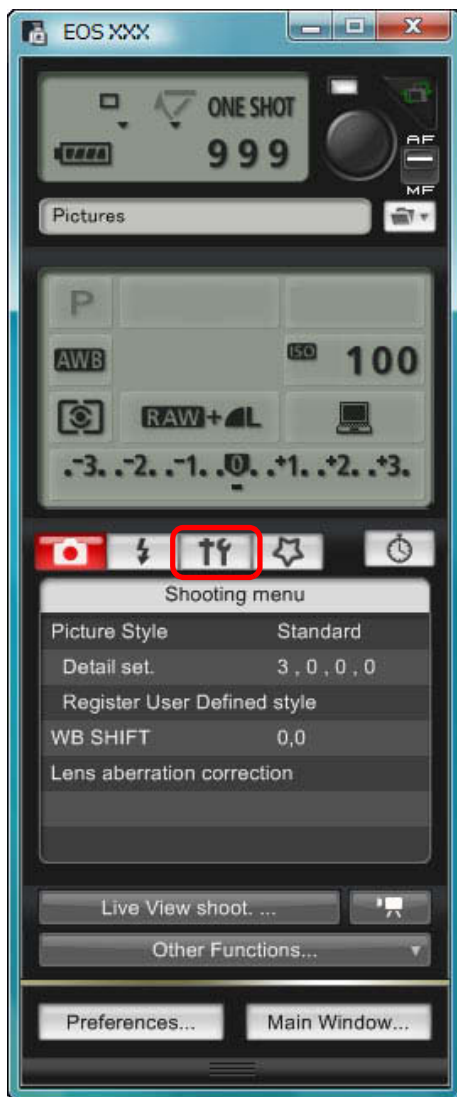 EOS XXX
ONE SHOT
999
AF
MF
Pictures
P
AWB
ISO 100
RAW+L
.-3. .-2. .-1. .0. .+1. .+2. .+3.
Shooting menu
Picture Style Standard
Detail set. 3 , 0 , 0 , 0
Register User Defined style
WB SHIFT 0,0
Lens aberration correction
Live View shoot. ...
Other Functions...
Preferences... Main Window...